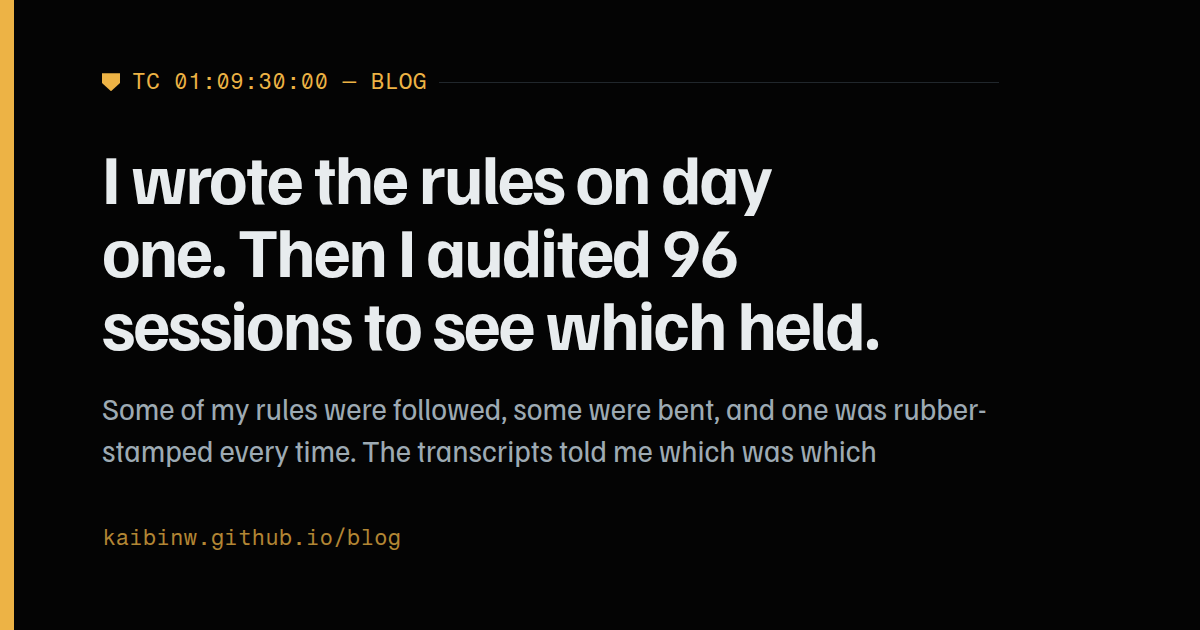 TC 01:09:30:00 — BLOG
I wrote the rules on day
one. Then I audited 96
sessions to see which held.
Some of my rules were followed, some were bent, and one was rubber-
stamped every time. The transcripts told me which was which
kaibinw.github.io/blog